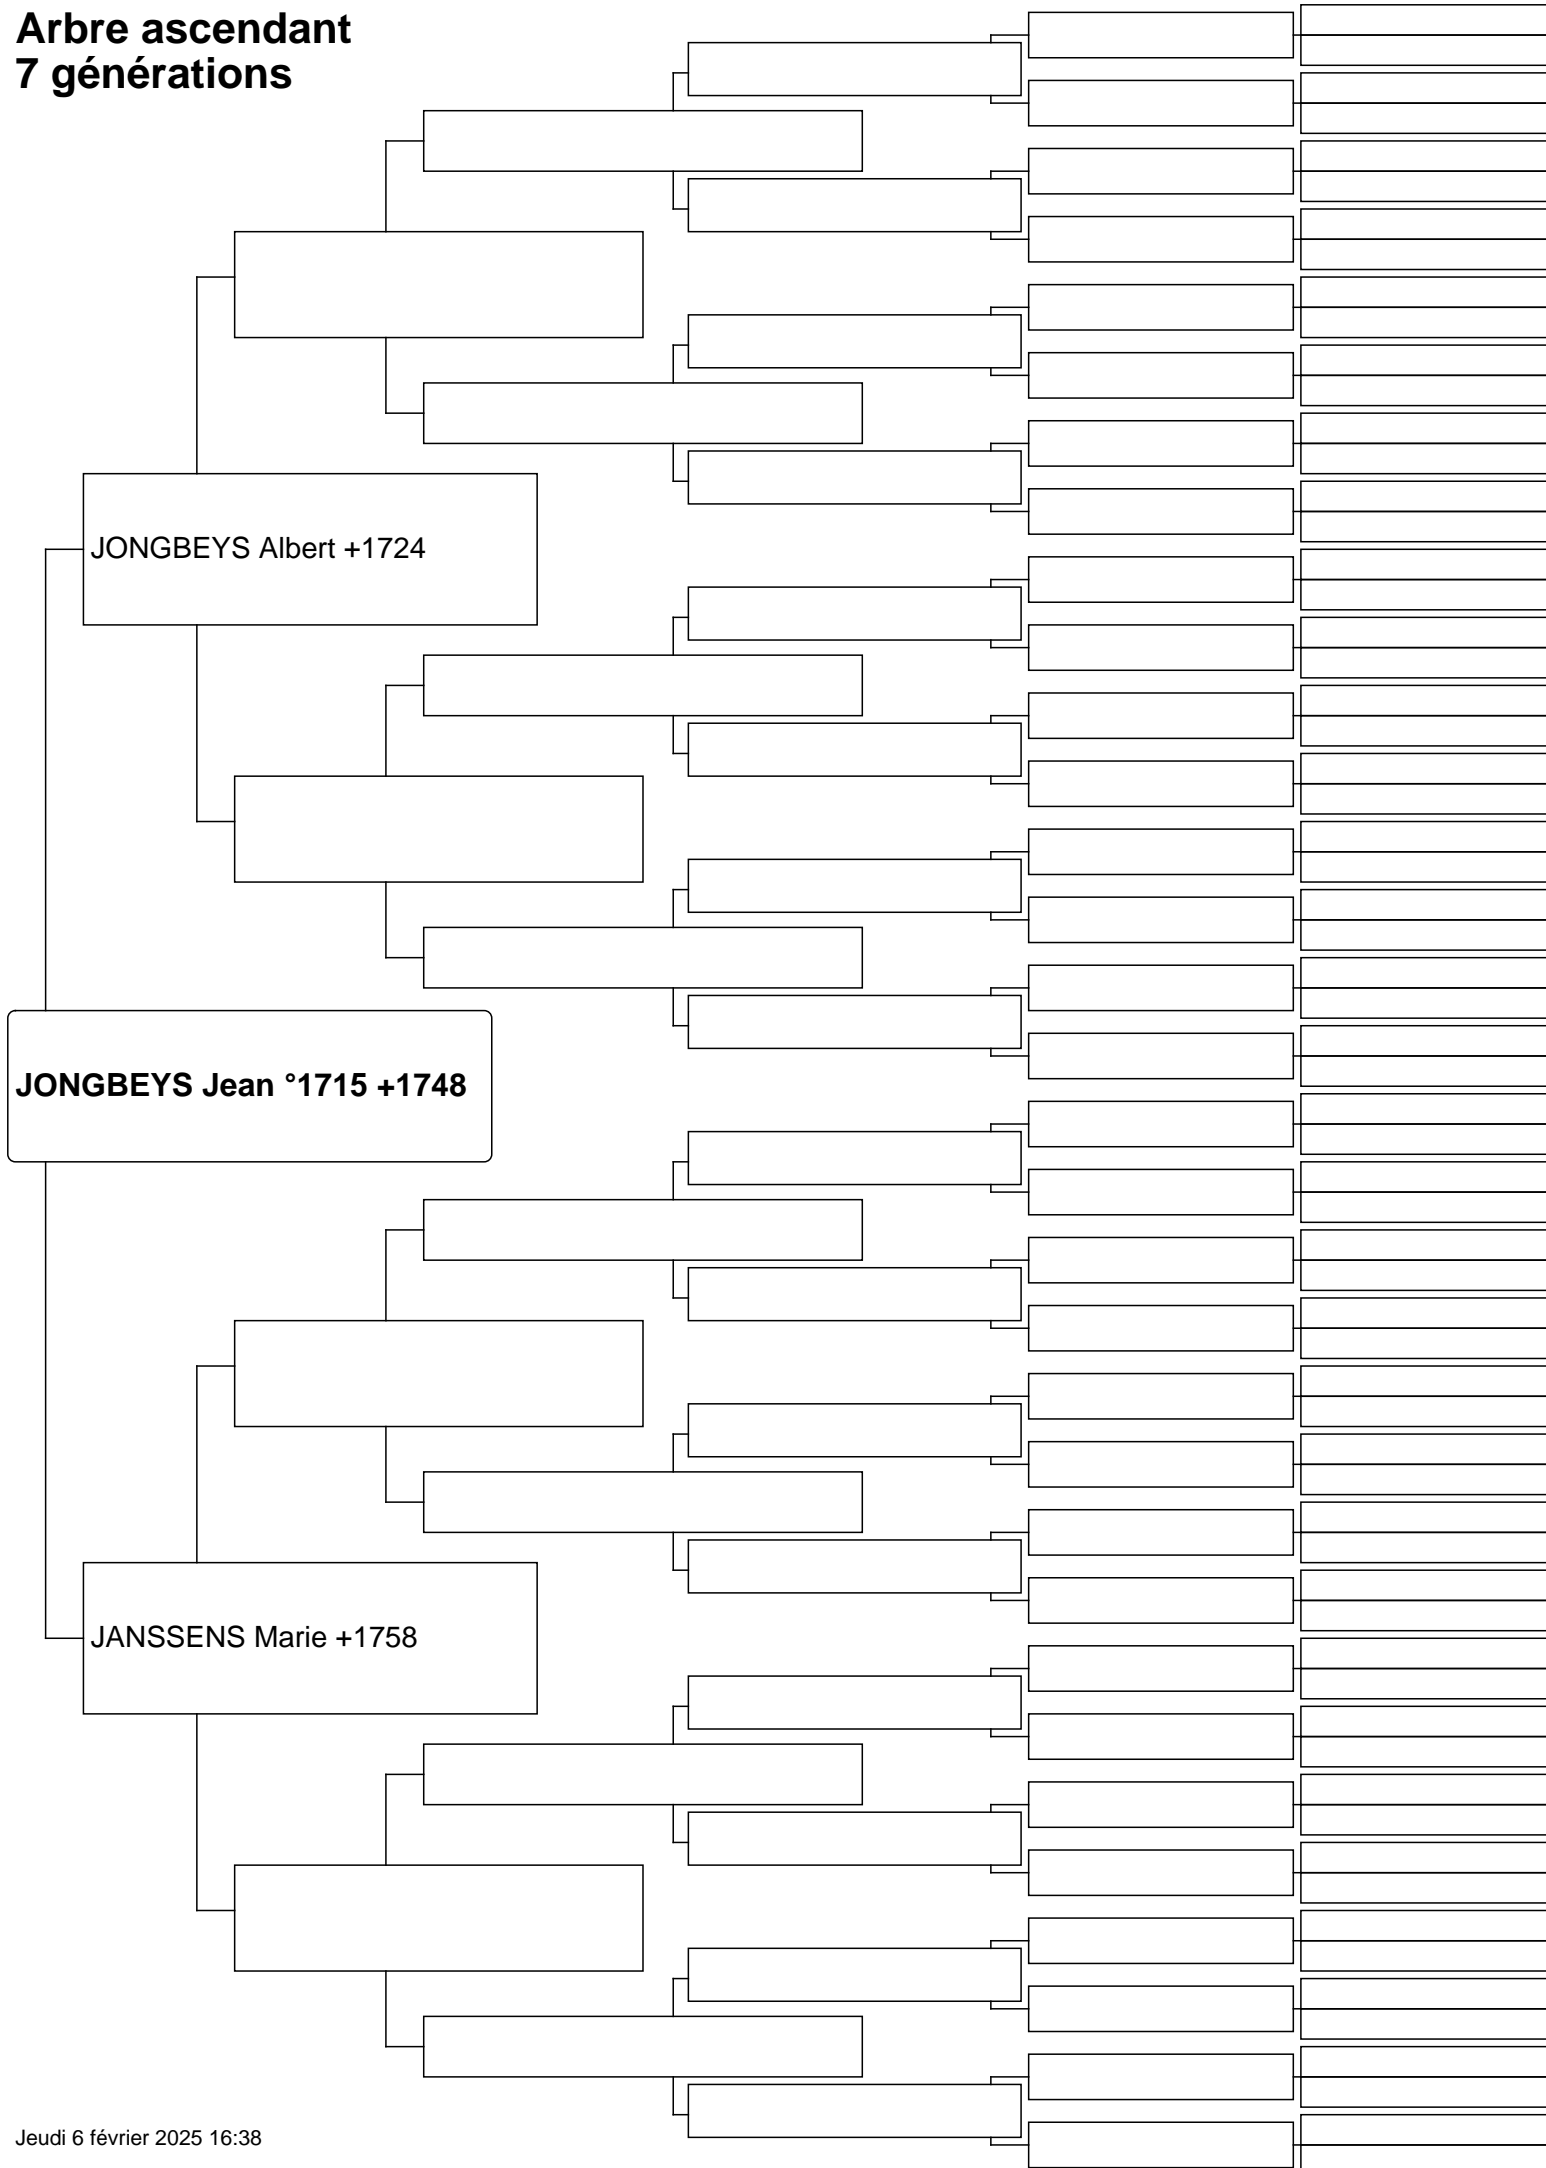 Arbre ascendant
7 générations
JONGBEYS Albert +1724
JONGBEYS Jean °1715 +1748
JANSSENS Marie +1758
Jeudi 6 février 2025 16:38